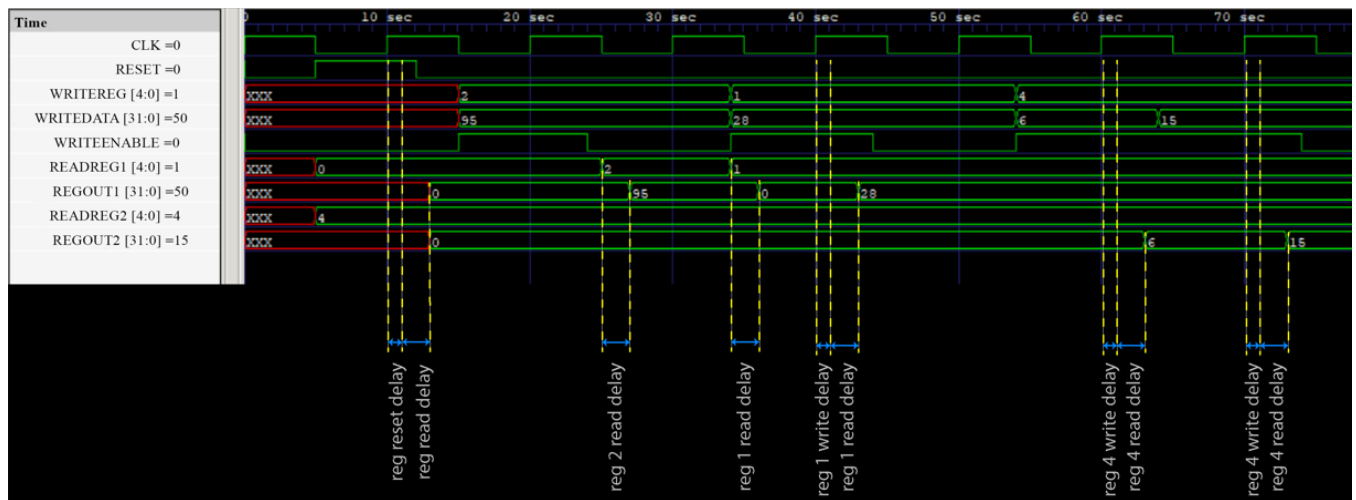 Time
10 sec 20 sec 30 sec 40 sec 50 sec 60 sec 70 sec
CLK =0
RESET =0
WRITEREG [4:0] =1 XXX 2 1 4
WRITEDATA [31:0] =50 XXX 95 28 6 15
WRITEENABLE =0
READREG1 [4:0] =1 XXX 0 2 1
REGOUT1 [31:0] =50 XXX 0 95 0 28
READREG2 [4:0] =4 XXX 4
REGOUT2 [31:0] =15 XXX 0 6 15
reg reset delay
reg read delay
reg 2 read delay
reg 1 read delay
reg 1 write delay
reg 1 read delay
reg 4 write delay
reg 4 read delay
reg 4 write delay
reg 4 read delay